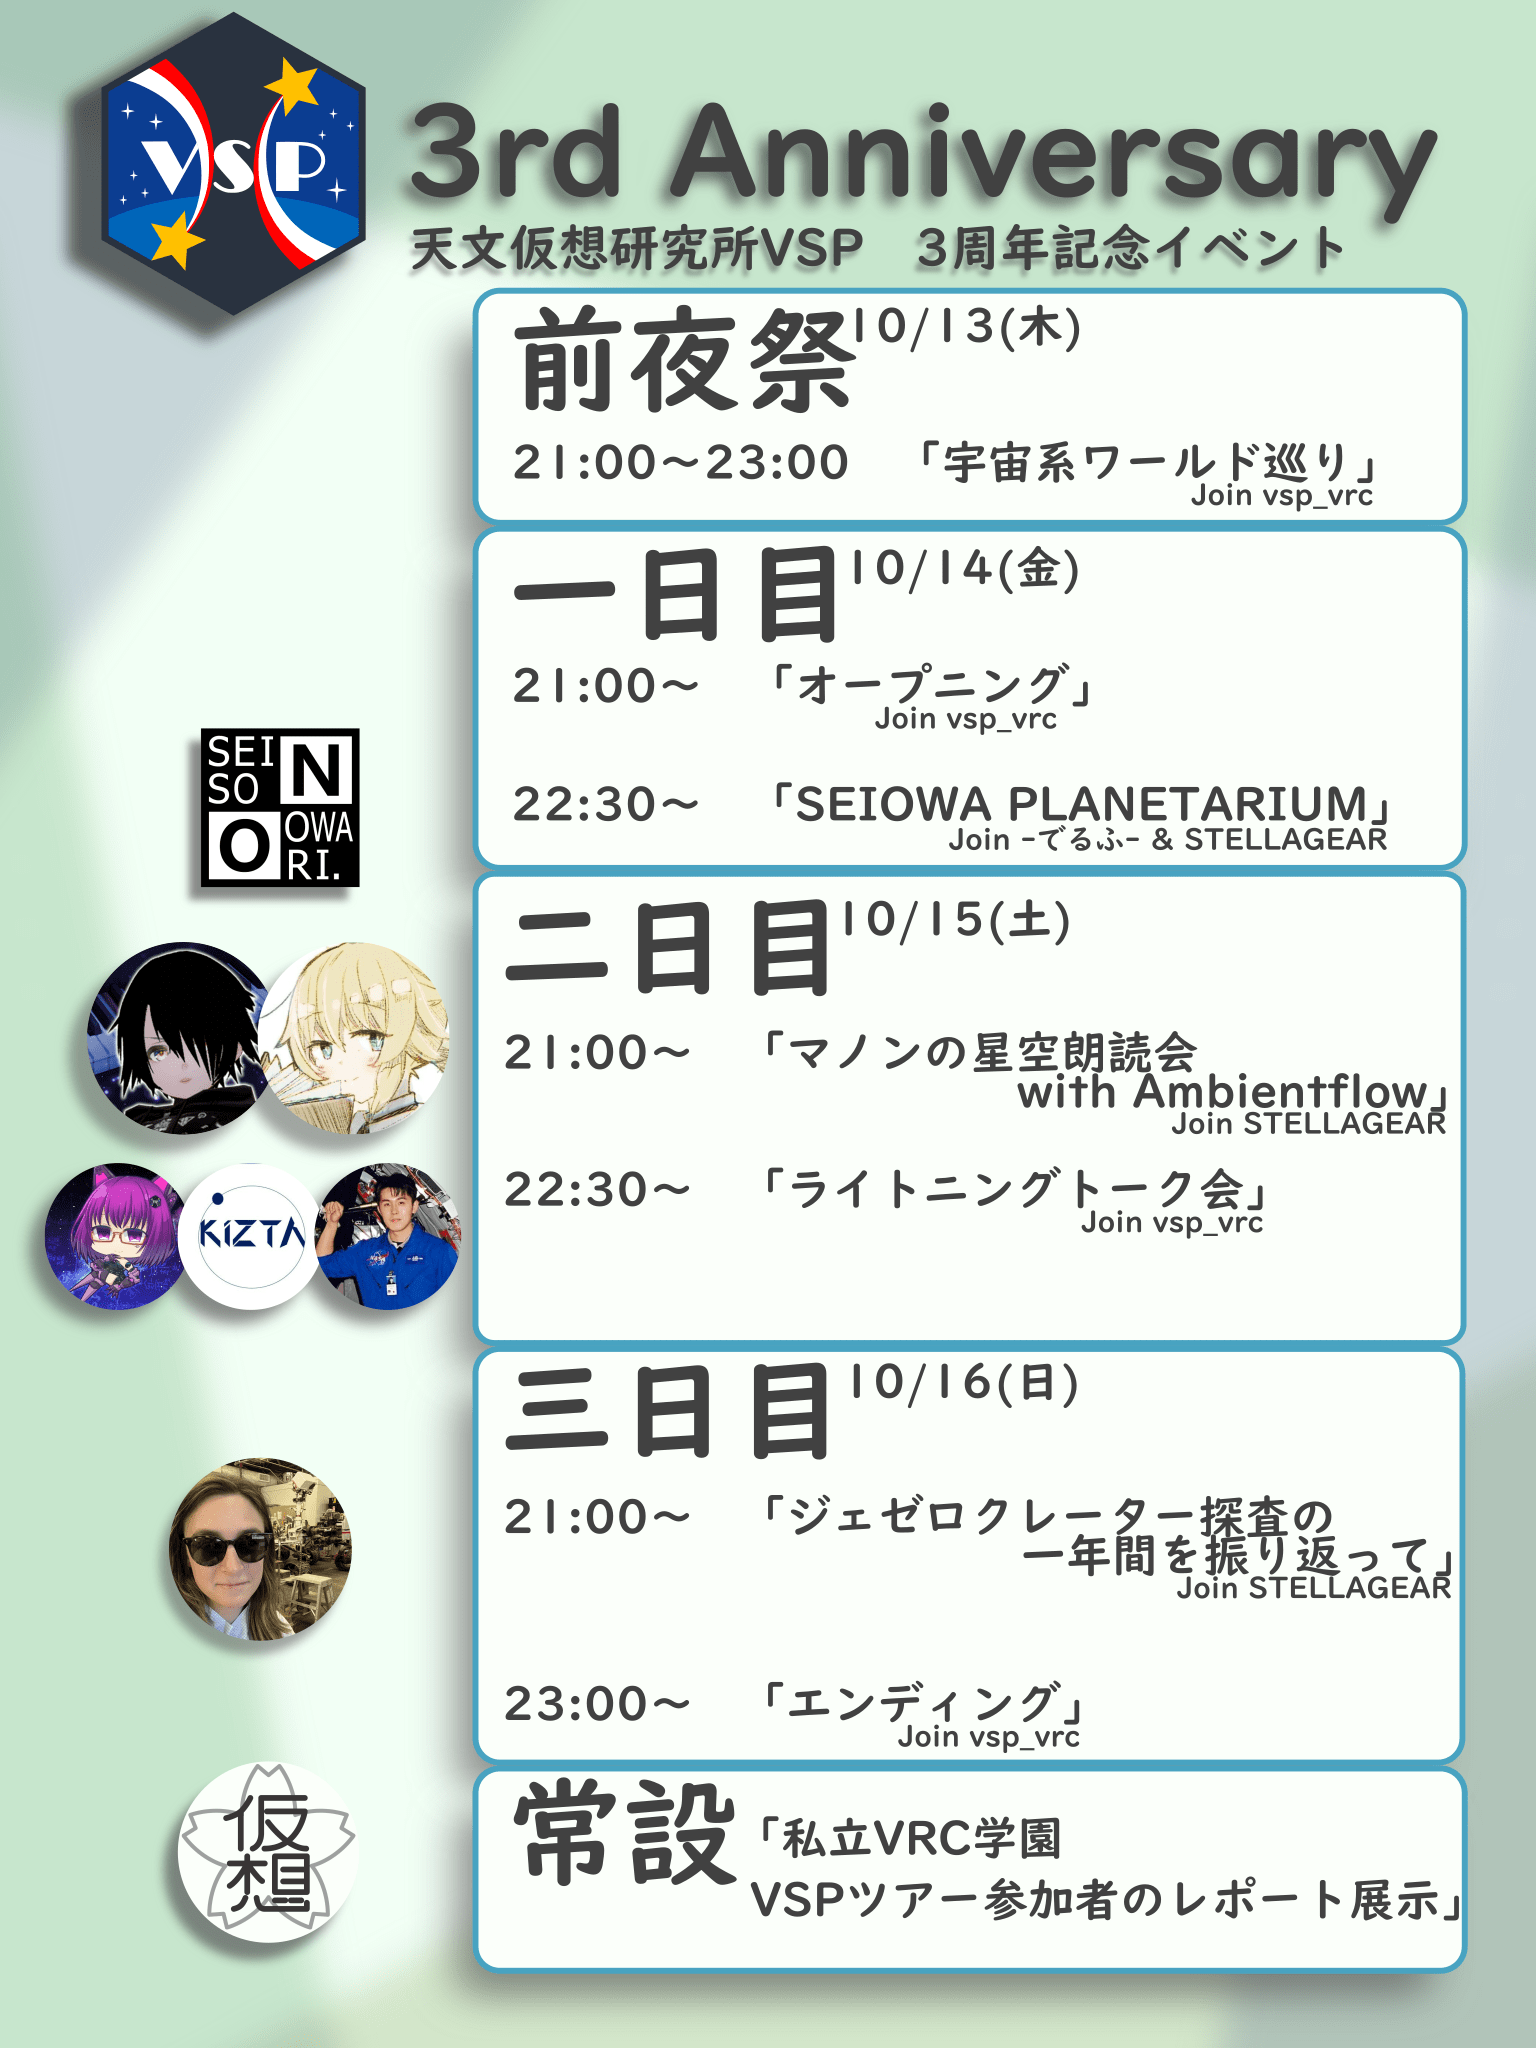 VSP
3rd Anniversary
天文仮想研究所VSP　3周年記念イベント
前夜祭 10/13(木)
21:00～23:00　「宇宙系ワールド巡り」
Join vsp_vrc
一日目 10/14(金)
21:00～　「オープニング」
Join vsp_vrc
22:30～　「SEIOWA PLANETARIUM」
Join -でるふ- & STELLAGEAR
SEI N
SO
O OWA
RI.
二日目 10/15(土)
21:00～　「マノンの星空朗読会
with Ambientflow」
Join STELLAGEAR
22:30～　「ライトニングトーク会」
Join vsp_vrc
KIZTA
三日目 10/16(日)
21:00～　「ジェゼロクレーター探査の
一年間を振り返って」
Join STELLAGEAR
23:00～　「エンディング」
Join vsp_vrc
仮
想
常設 「私立VRC学園
VSPツアー参加者のレポート展示」